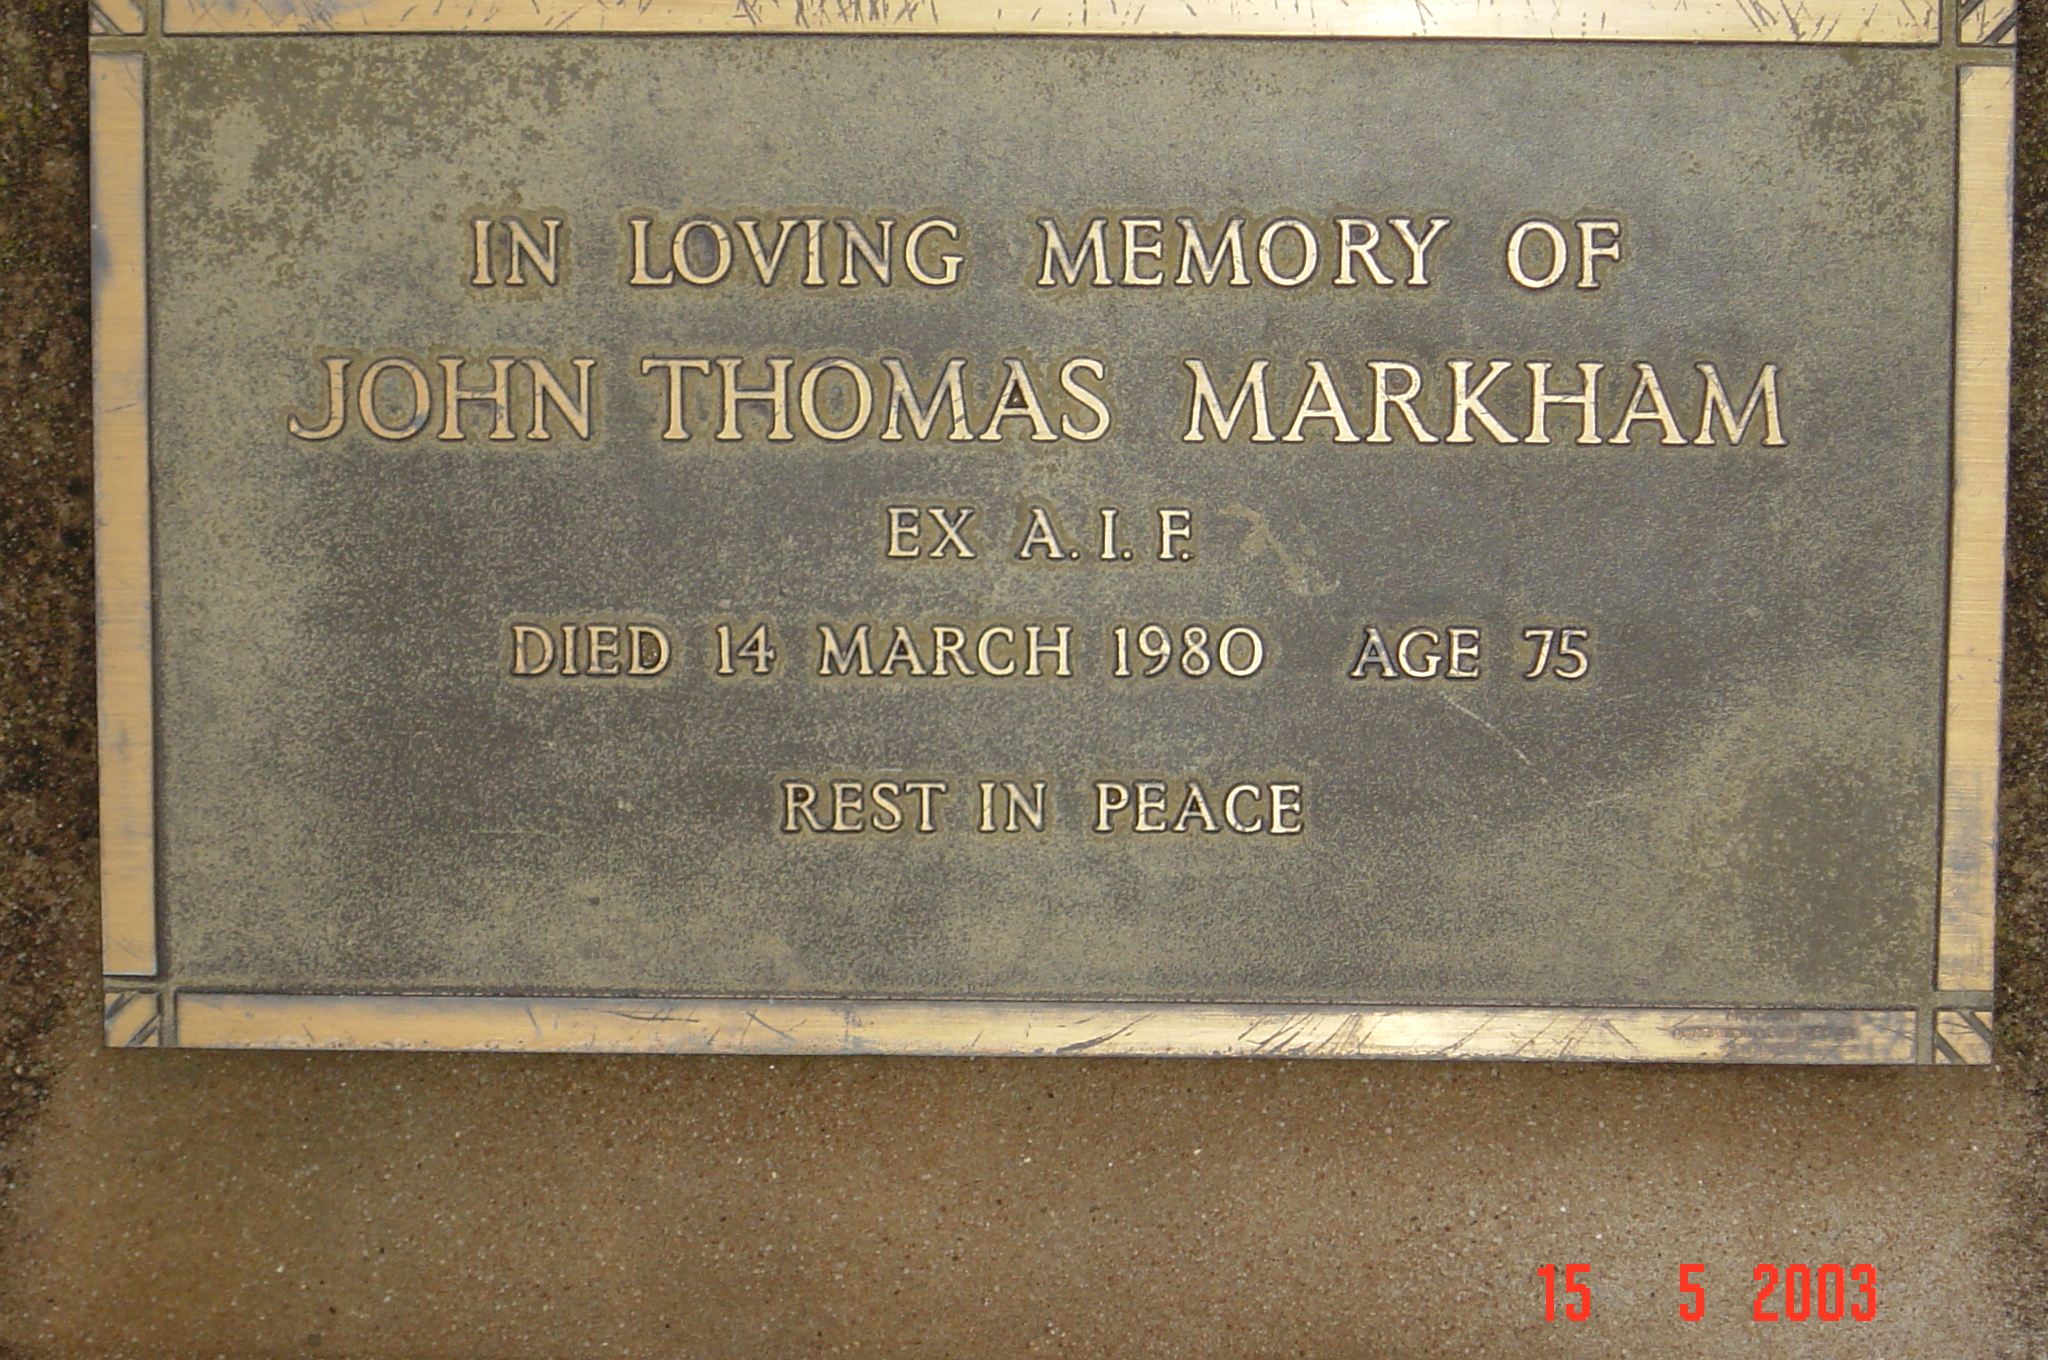 IN LOVING MEMORY OF
JOHN THOMAS MARKHAM
EX A.I.F.
DIED 14 MARCH 1980 AGE 75
REST IN PEACE
15 5 2003